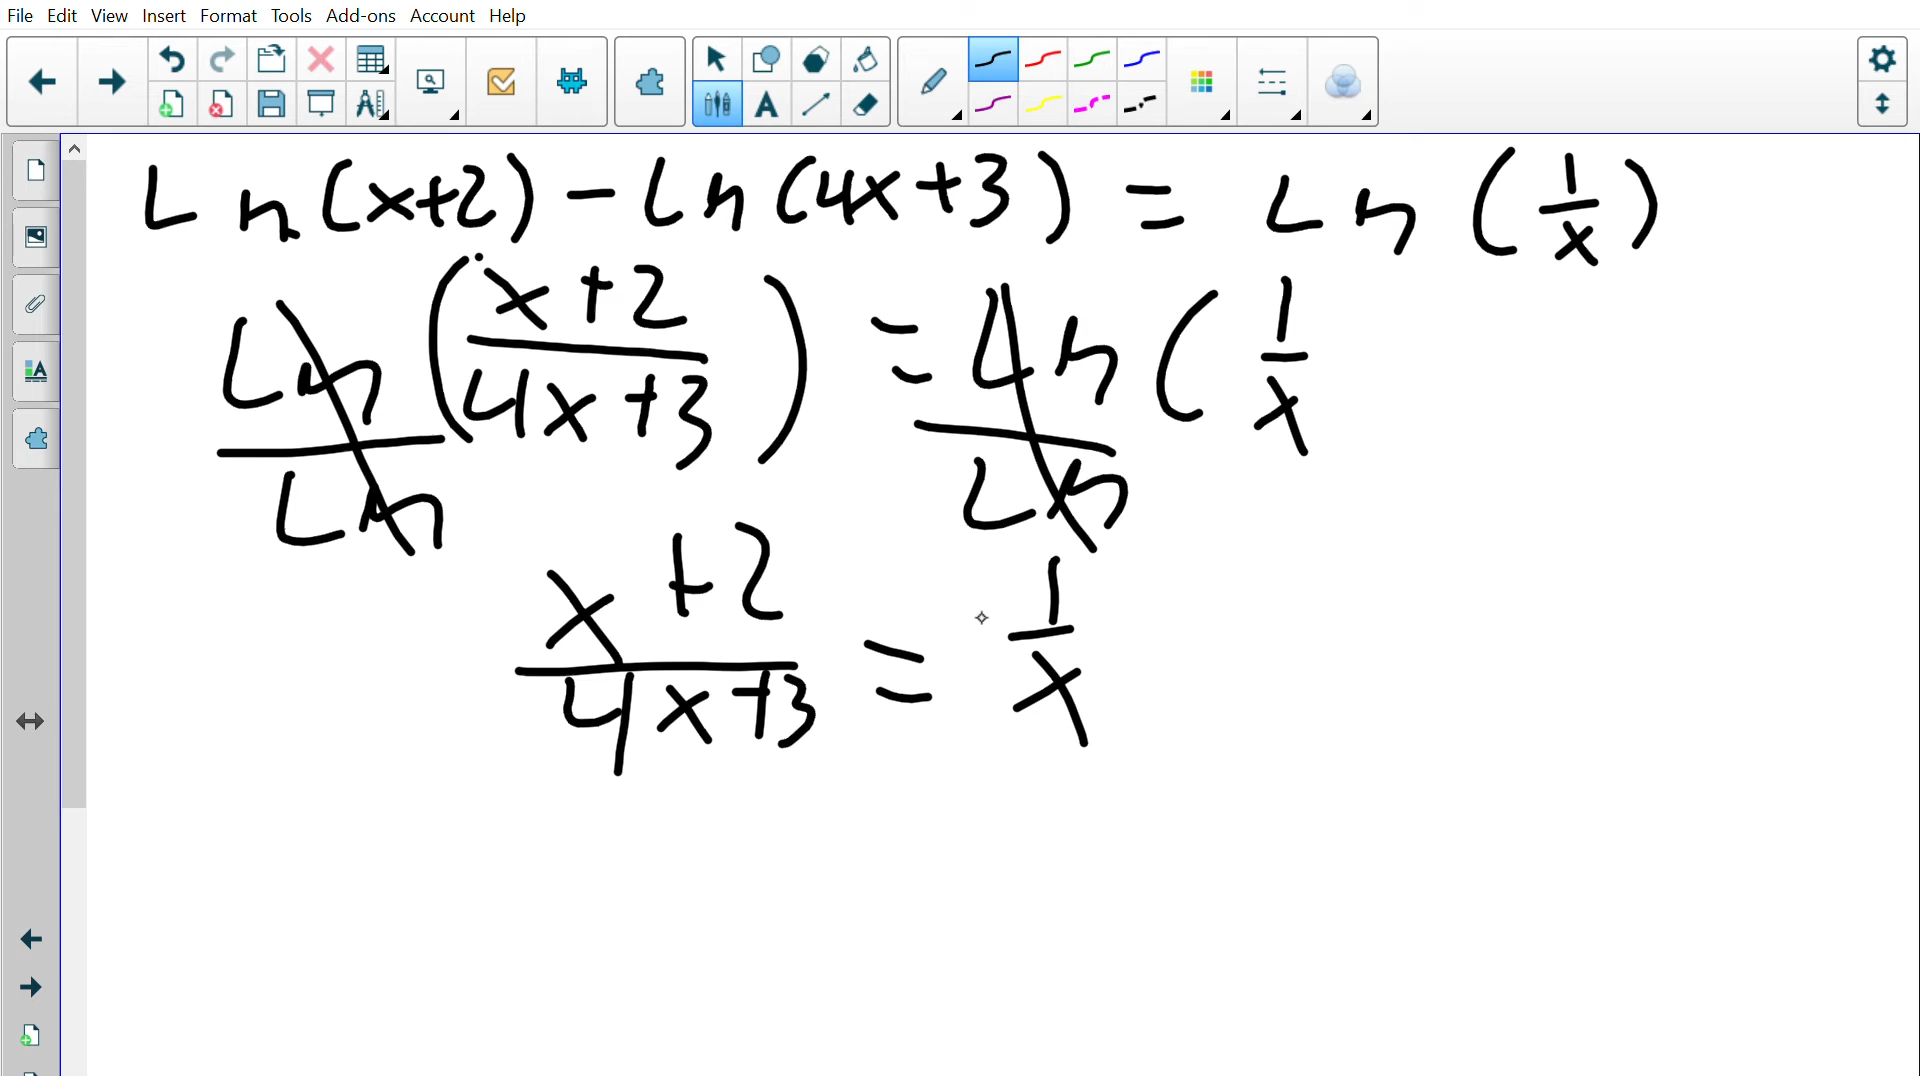 File Edit View Insert Format Tools Add-ons Account Help
Ln(x+2) - Ln(4x+3) = Ln(1/x)
Ln/Ln (x+2/4x+3) = Ln/Ln (1/x
x+2/4x+3 = 1/x